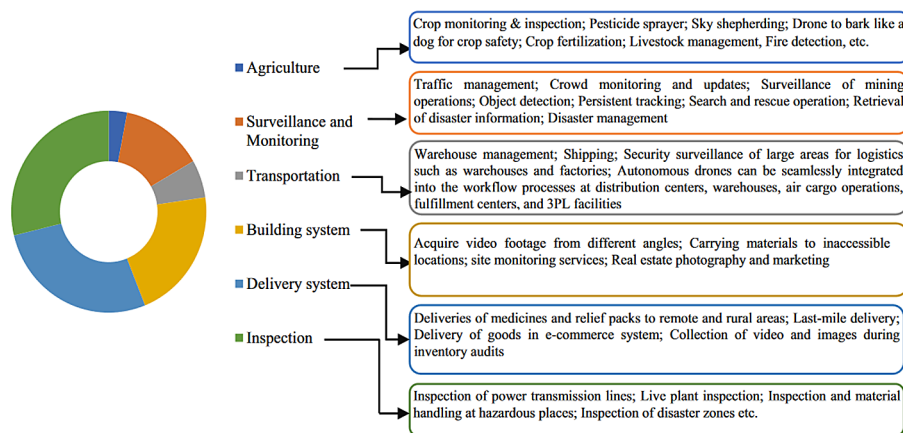 Crop monitoring & inspection; Pesticide sprayer; Sky shepherding; Drone to bark like a
dog for crop safety; Crop fertilization; Livestock management, Fire detection, etc.
Agriculture
Traffic management; Crowd monitoring and updates; Surveillance of mining
operations; Object detection; Persistent tracking; Search and rescue operation; Retrieval
of disaster information; Disaster management
Surveillance and
Monitoring
Warehouse management; Shipping; Security surveillance of large areas for logistics
such as warehouses and factories; Autonomous drones can be seamlessly integrated
into the workflow processes at distribution centers, warehouses, air cargo operations,
fulfillment centers, and 3PL facilities
Transportation
Building system
Acquire video footage from different angles; Carrying materials to inaccessible
locations; site monitoring services; Real estate photography and marketing
Delivery system
Deliveries of medicines and relief packs to remote and rural areas; Last-mile delivery;
Delivery of goods in e-commerce system; Collection of video and images during
inventory audits
Inspection
Inspection of power transmission lines; Live plant inspection; Inspection and material
handling at hazardous places; Inspection of disaster zones etc.